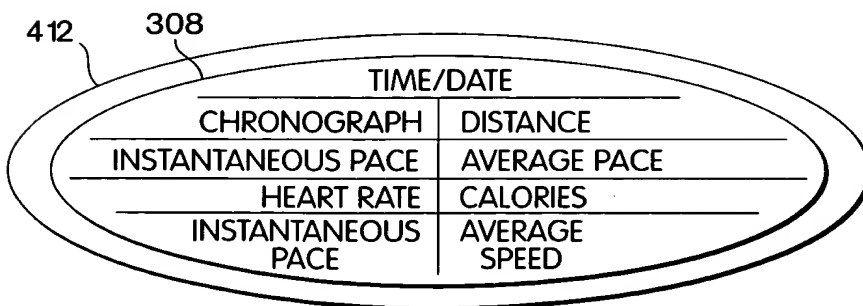 412
308
TIME/DATE
CHRONOGRAPH DISTANCE
INSTANTANEOUS PACE AVERAGE PACE
HEART RATE CALORIES
INSTANTANEOUS AVERAGE
PACE SPEED